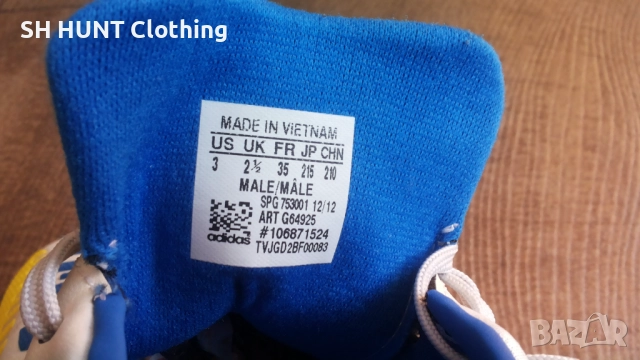 SH HUNT Clothing
MADE IN VIETNAM
US UK FR JP CHN
3 2½ 35 215 210
MALE/MÂLE
SPG 753001 12/12
ART G64925
#106871524
adidas
TVJGD2BF00083
BAZAR